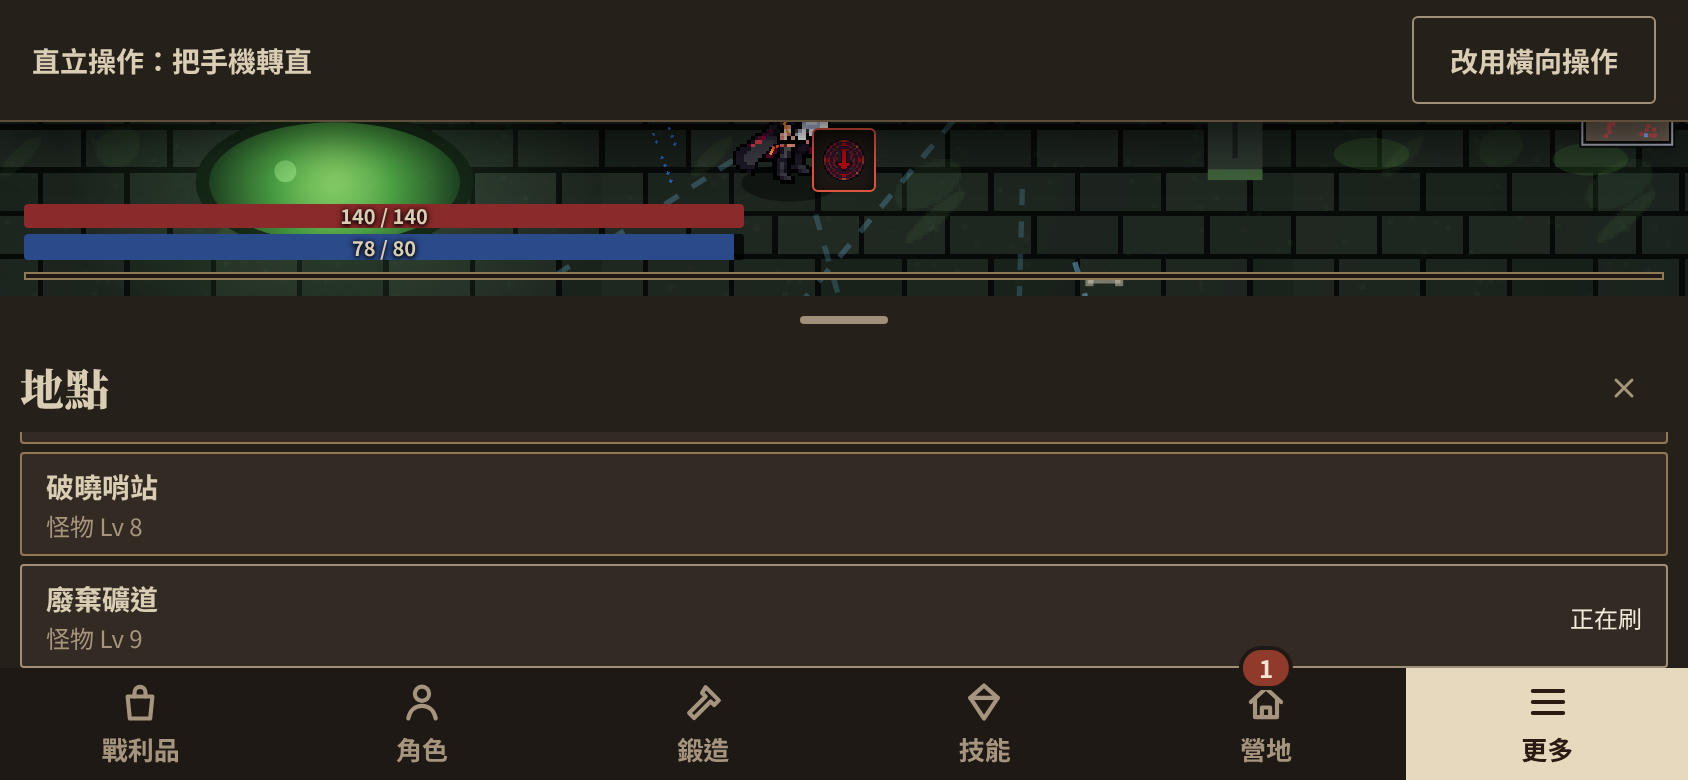 直立操作：把手機轉直
改用橫向操作
140 / 140
78 / 80
地點
破曉哨站
怪物 Lv 8
廢棄礦道
怪物 Lv 9
正在刷
1
戰利品
角色
鍛造
技能
營地
更多